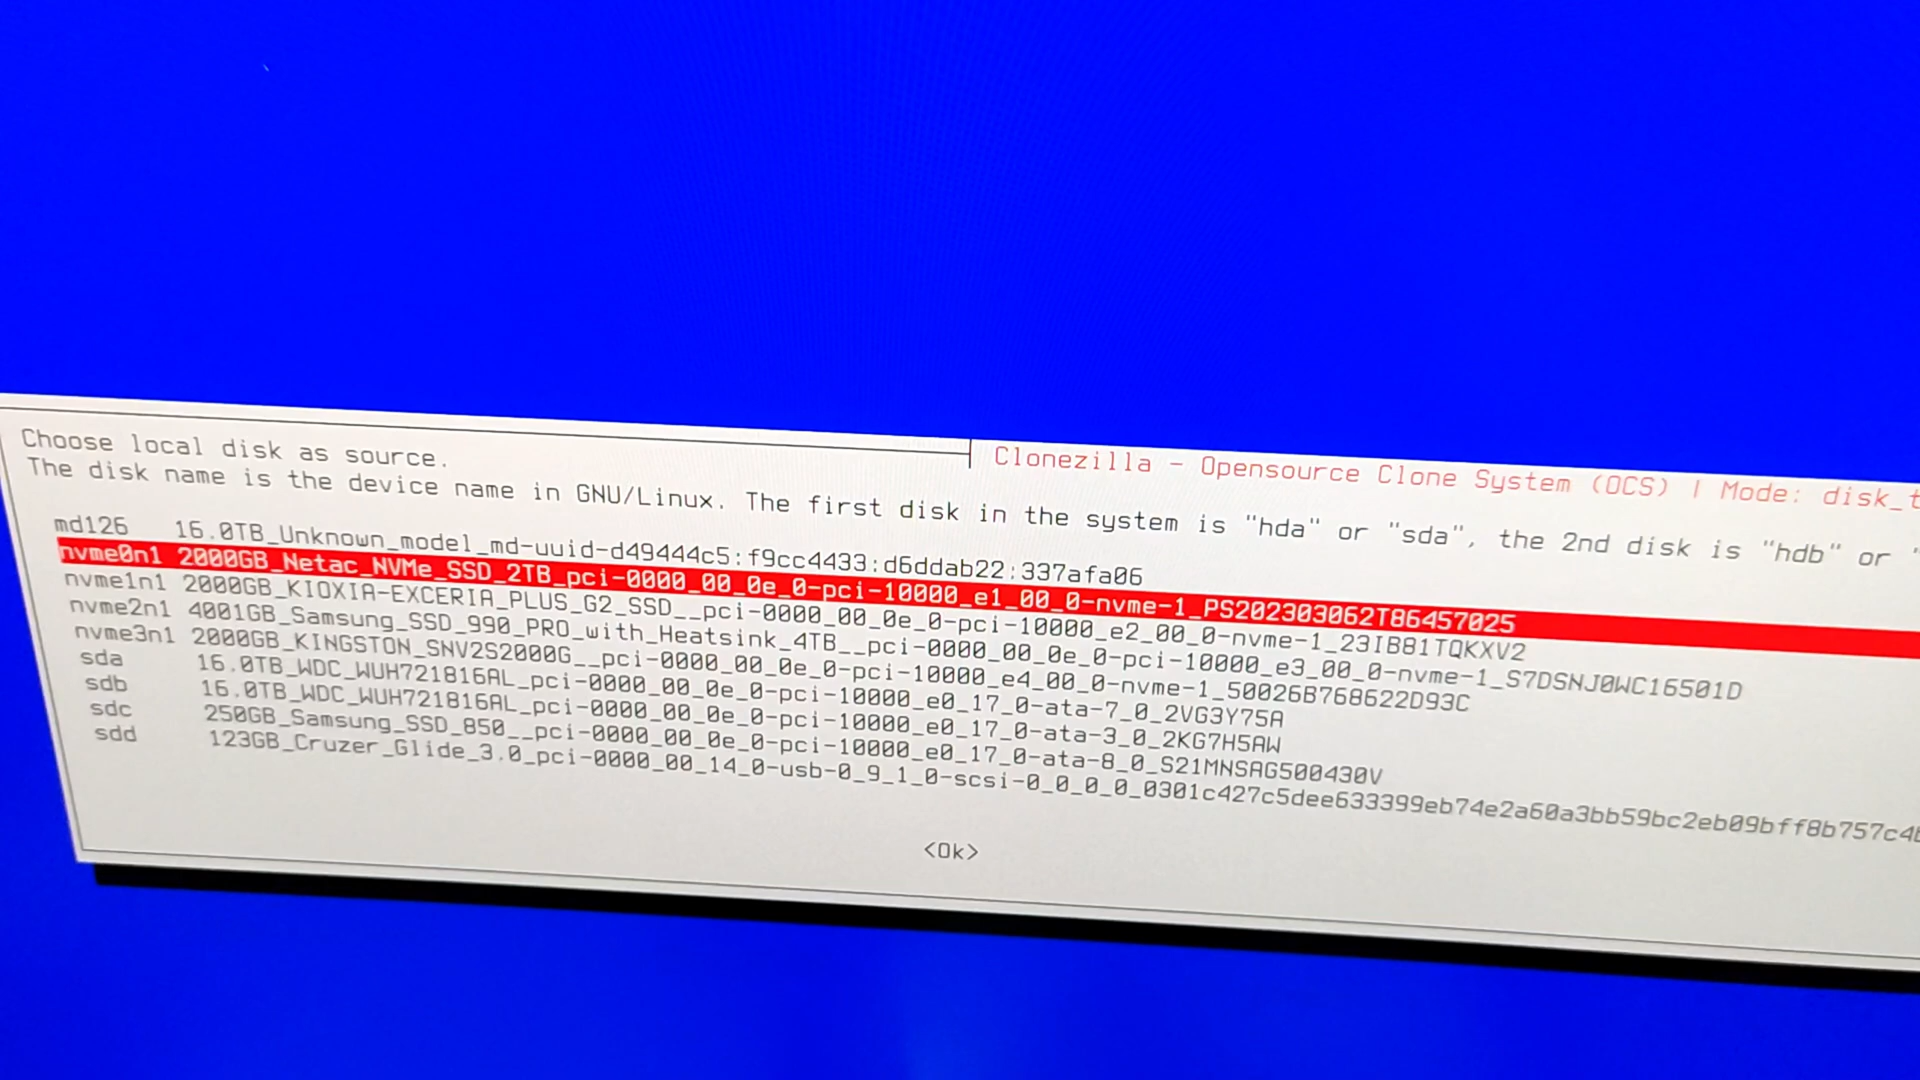 Clonezilla - Opensource Clone System (OCS) | Mode: disk_t
Choose local disk as source.
The disk name is the device name in GNU/Linux. The first disk in the system is "hda" or "sda", the 2nd disk is "hdb" or "
md126 16.0TB_Unknown_model_md-uuid-d49444c5:f9cc4433:d6ddab22:337afa06
nvme0n1 2000GB_Netac_NVMe_SSD_2TB_pci-0000_00_0e_0-pci-10000_e1_00_0-nvme-1_PS202303062T86457025
nvme1n1 2000GB_KIOXIA-EXCERIA_PLUS_G2_SSD__pci-0000_00_0e_0-pci-10000_e2_00_0-nvme-1_23IB81TQKXV2
nvme2n1 4001GB_Samsung_SSD_990_PRO_with_Heatsink_4TB__pci-0000_00_0e_0-pci-10000_e3_00_0-nvme-1_S7DSNJ0WC16501D
nvme3n1 2000GB_KINGSTON_SNV2S2000G__pci-0000_00_0e_0-pci-10000_e4_00_0-nvme-1_50026B768622D93C
sda 16.0TB_WDC_WUH721816AL_pci-0000_00_0e_0-pci-10000_e0_17_0-ata-7_0_2VG3Y75A
sdb 16.0TB_WDC_WUH721816AL_pci-0000_00_0e_0-pci-10000_e0_17_0-ata-3_0_2KG7H5AW
sdc 250GB_Samsung_SSD_850__pci-0000_00_0e_0-pci-10000_e0_17_0-ata-8_0_S21MNSAG500430V
sdd 123GB_Cruzer_Glide_3.0_pci-0000_00_14_0-usb-0_9_1_0-scsi-0_0_0_0_0301c427c5dee633399eb74e2a60a3bb59bc2eb09bff8b757c4b
<Ok>